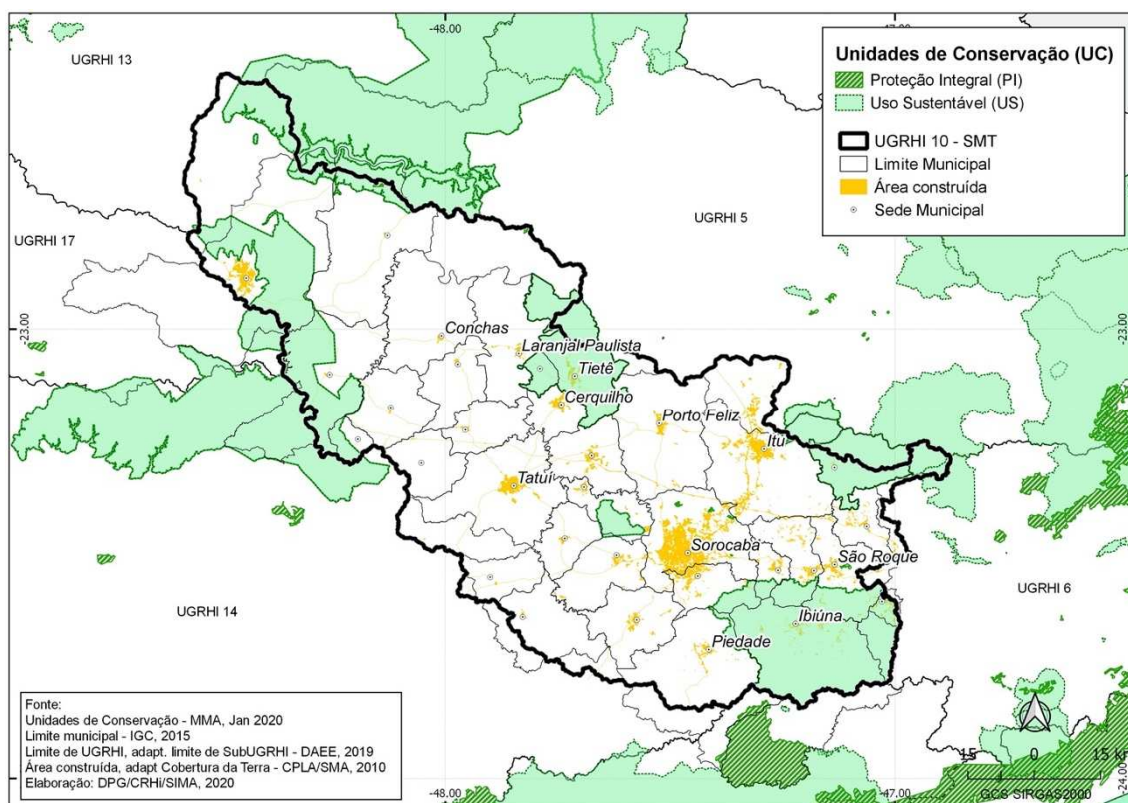 -48.00
-47.00
UGRHI 13
Unidades de Conservação (UC)
Proteção Integral (PI)
Uso Sustentável (US)
UGRHI 10 - SMT
Limite Municipal
Área construída
Sede Municipal
UGRHI 5
UGRHI 17
-23.00
-23.00
Conchas
Laranjal Paulista
Tietê
Cerquilho
Porto Feliz
Itu
Tatuí
Sorocaba
São Roque
UGRHI 14
UGRHI 6
Ibiúna
Piedade
Fonte:
Unidades de Conservação - MMA, Jan 2020
Limite municipal - IGC, 2015
Limite de UGRHI, adapt. limite de SubUGRHI - DAEE, 2019
Área construída, adapt Cobertura da Terra - CPLA/SMA, 2010
Elaboração: DPG/CRHi/SIMA, 2020
15 0 15 km
GCS SIRGAS2000
-24.00
-48.00
-47.00